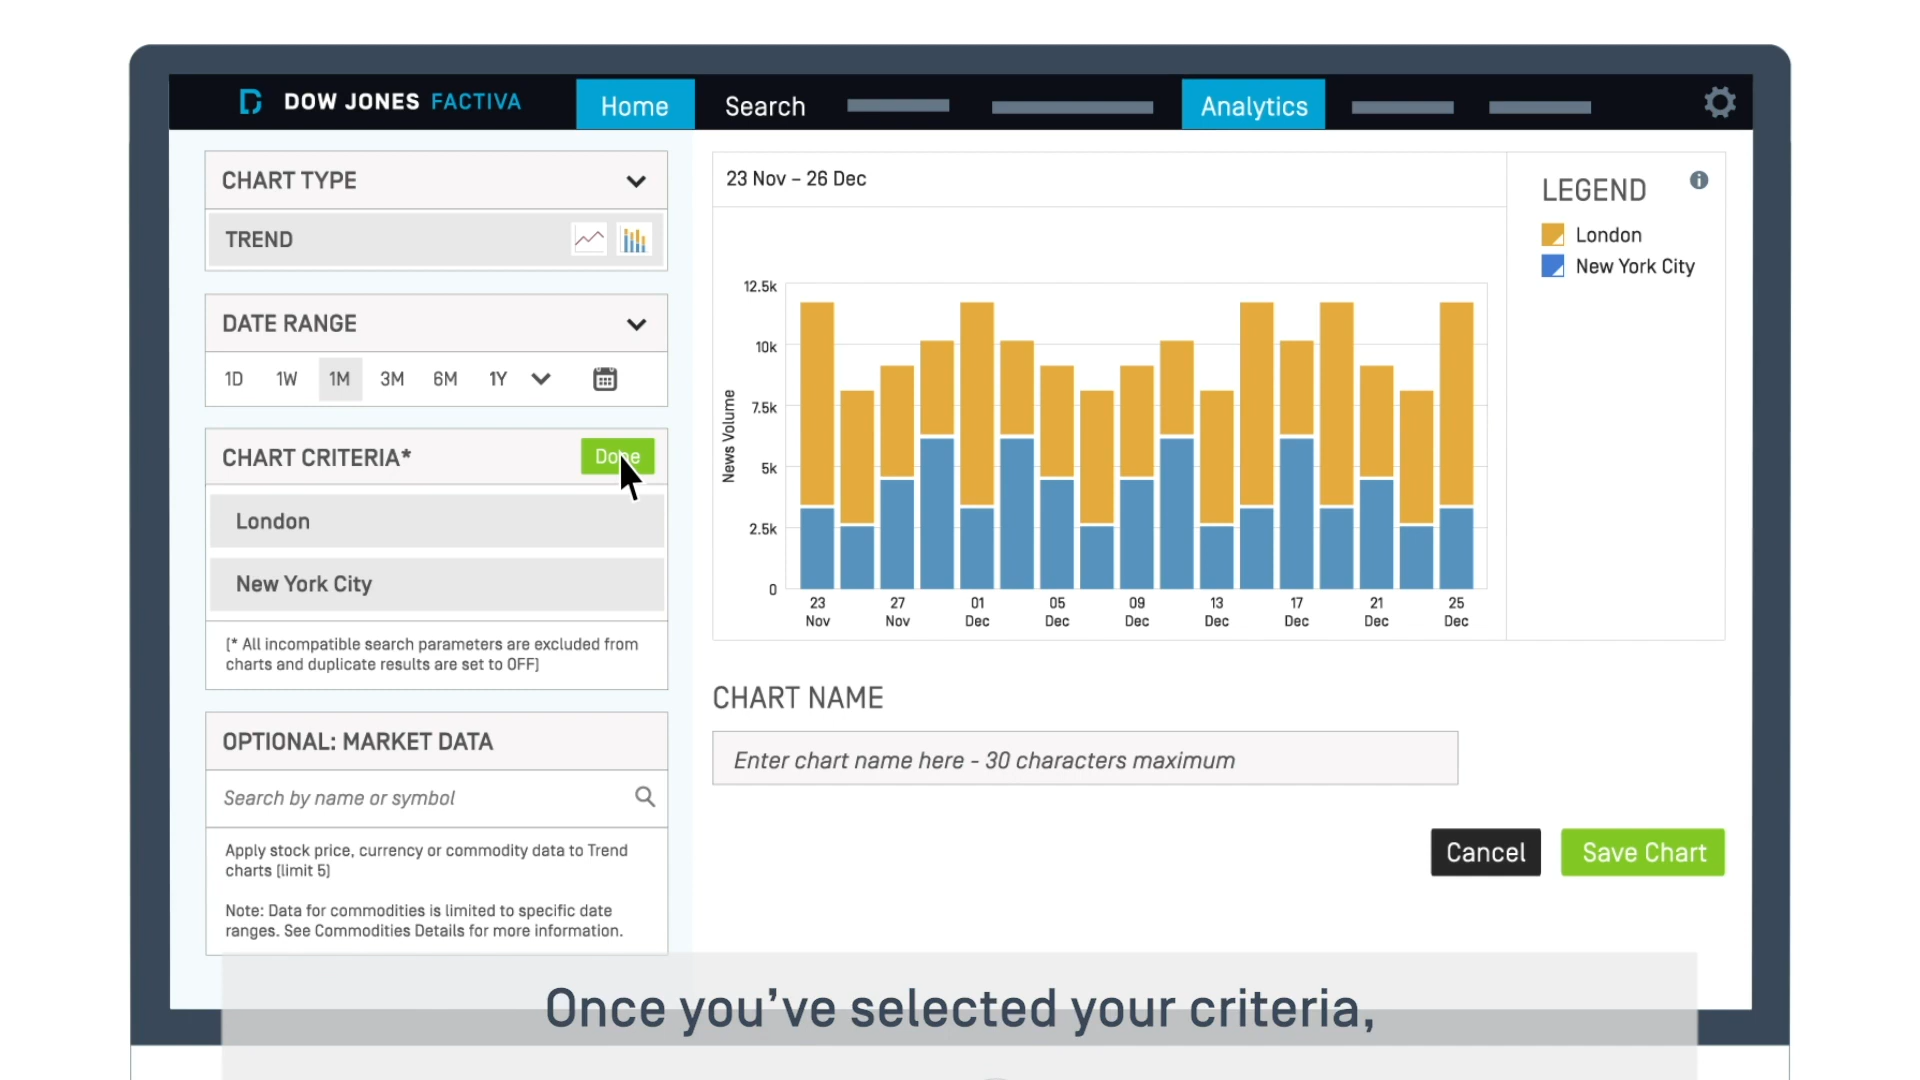 DOW JONES FACTIVA
Home
Search
Analytics
CHART TYPE
TREND
DATE RANGE
1D 1W 1M 3M 6M 1Y
CHART CRITERIA*
Done
London
New York City
[* All incompatible search parameters are excluded from
charts and duplicate results are set to OFF]
OPTIONAL: MARKET DATA
Search by name or symbol
Apply stock price, currency or commodity data to Trend
charts [limit 5]
Note: Data for commodities is limited to specific date
ranges. See Commodities Details for more information.
23 Nov – 26 Dec
News Volume
12.5k
10k
7.5k
5k
2.5k
0
23 27 01 05 09 13 17 21 25
Nov Nov Dec Dec Dec Dec Dec Dec Dec
LEGEND
London
New York City
CHART NAME
Enter chart name here - 30 characters maximum
Cancel
Save Chart
Once you’ve selected your criteria,